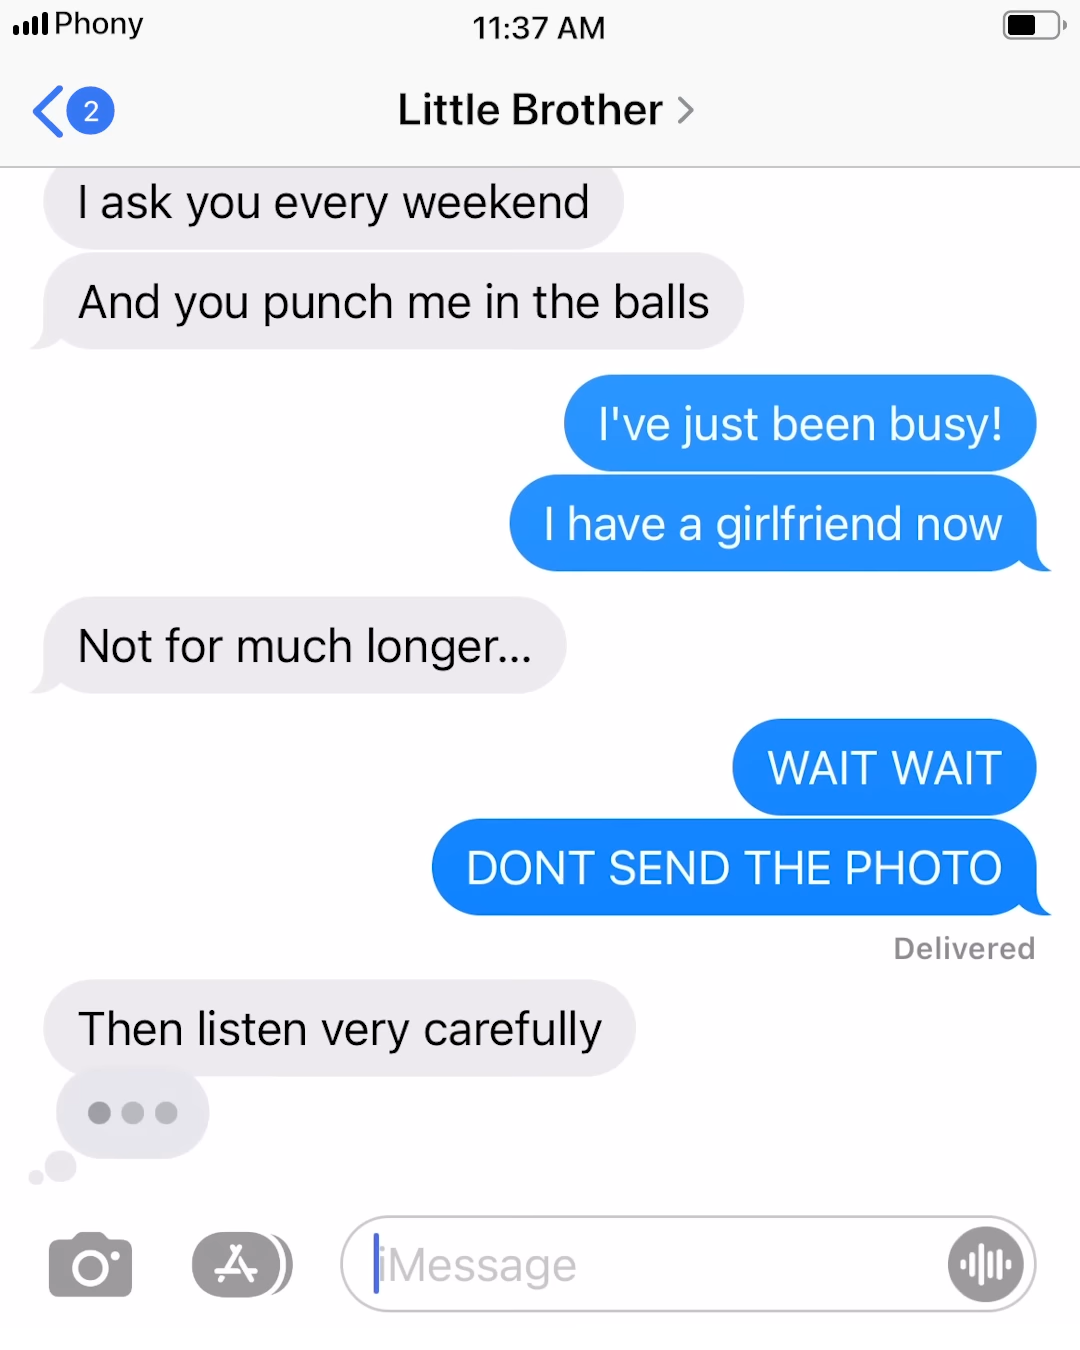 Phony
11:37 AM
2
Little Brother
I ask you every weekend
And you punch me in the balls
I've just been busy!
I have a girlfriend now
Not for much longer...
WAIT WAIT
DONT SEND THE PHOTO
Delivered
Then listen very carefully
iMessage